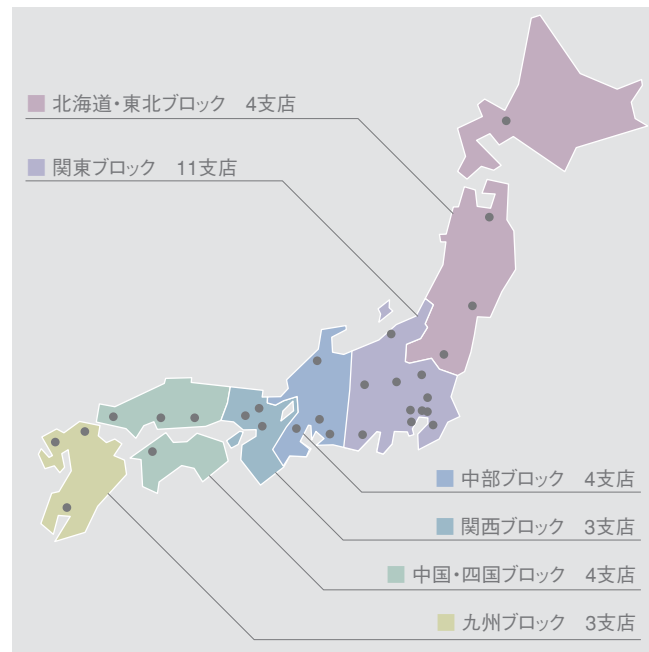 北海道・東北ブロック　4支店
関東ブロック　11支店
中部ブロック　4支店
関西ブロック　3支店
中国・四国ブロック　4支店
九州ブロック　3支店